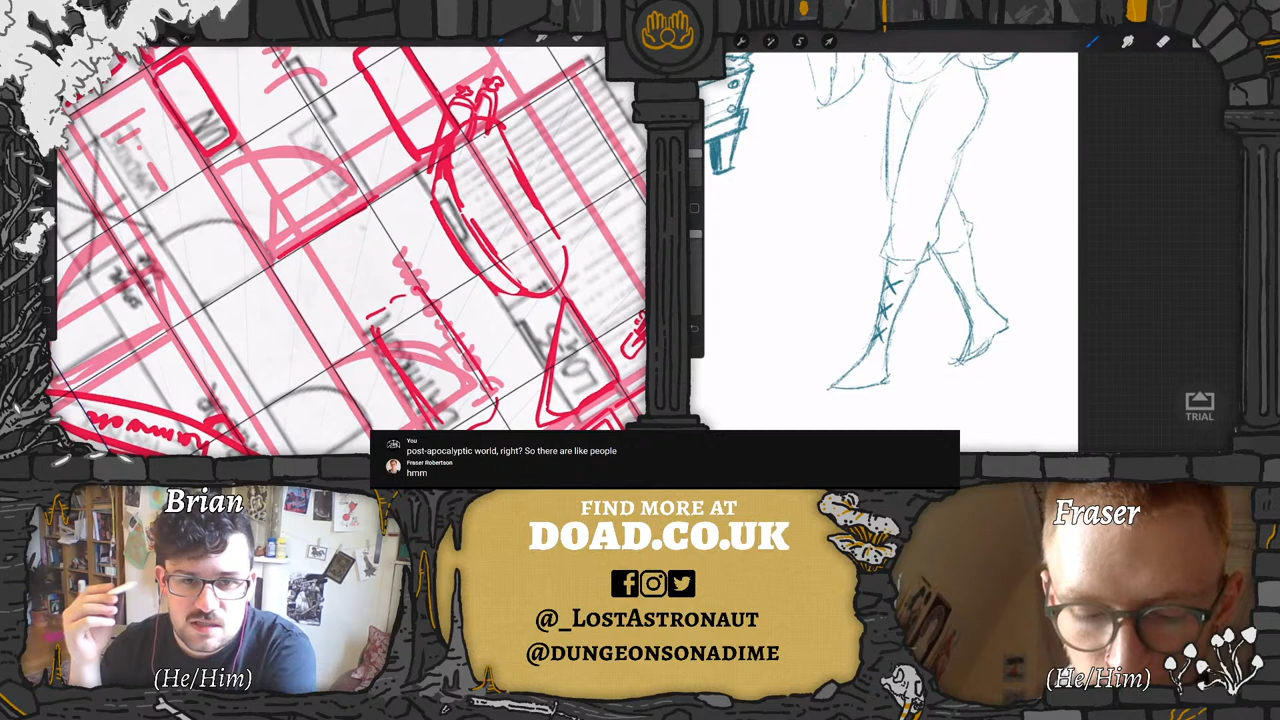 NO
TRIAL
You
post-apocalyptic world, right? So there are like people
Fraser Robertson
hmm
Brian
(He/Him)
FIND MORE AT
DOAD.CO.UK
@_LostAstronaut
@DUNGEONSONADIME
Fraser
(He/Him)